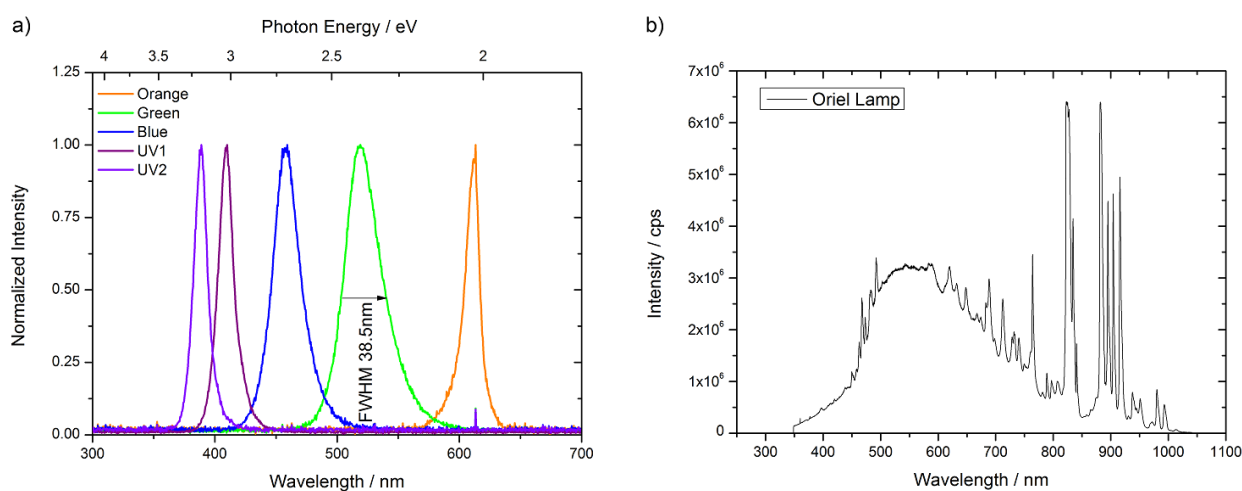 a)
Photon Energy / eV
4 3.5 3 2.5 2
1.25
1.00
0.75
0.50
0.25
0.00
Normalized Intensity
Orange
Green
Blue
UV1
UV2
FWHM 38.5nm
300 400 500 600 700
Wavelength / nm
b)
7x10⁶
6x10⁶
5x10⁶
4x10⁶
3x10⁶
2x10⁶
1x10⁶
0
Intensity / cps
Oriel Lamp
300 400 500 600 700 800 900 1000 1100
Wavelength / nm